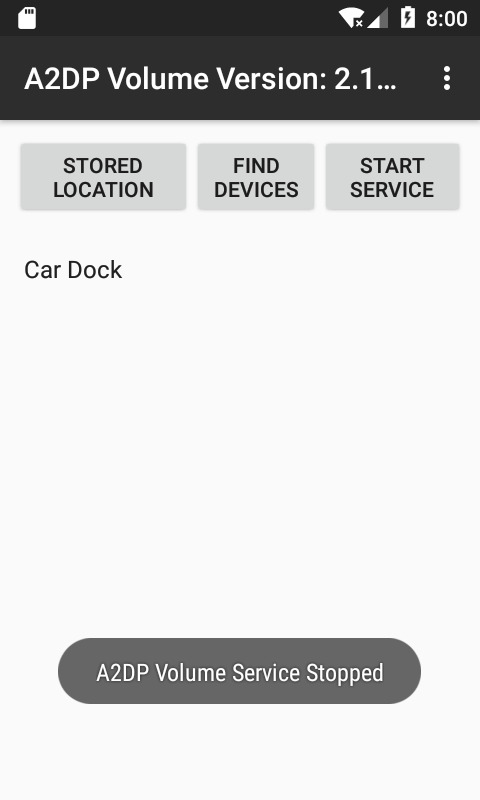 8:00
A2DP Volume Version: 2.1…
STORED
LOCATION
FIND
DEVICES
START
SERVICE
Car Dock
A2DP Volume Service Stopped